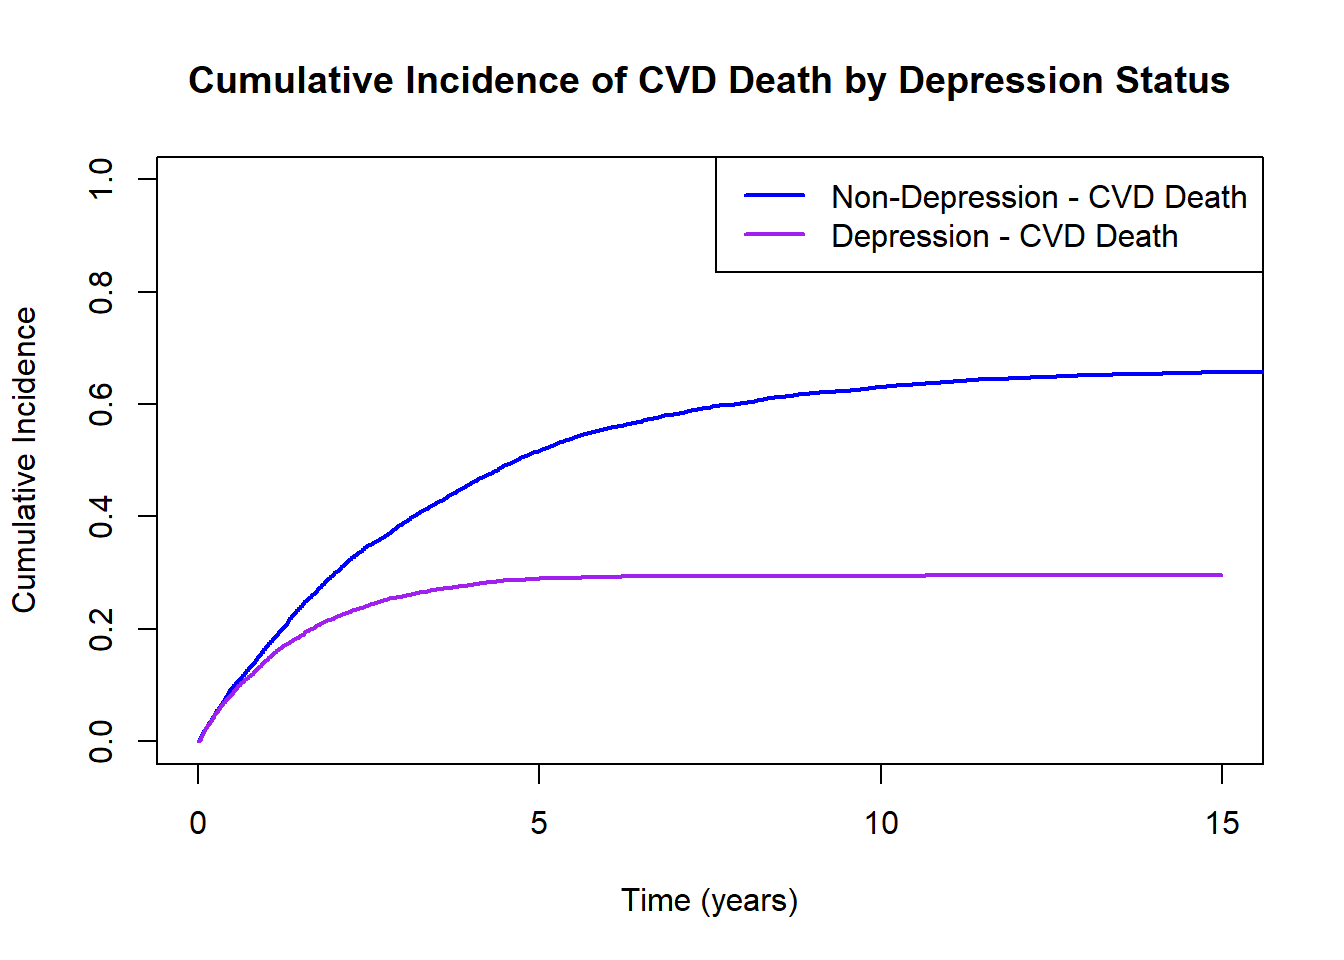 Cumulative Incidence of CVD Death by Depression Status
Non-Depression - CVD Death
Depression - CVD Death
Cumulative Incidence
1.0
0.8
0.6
0.4
0.2
0.0
0 5 10 15
Time (years)